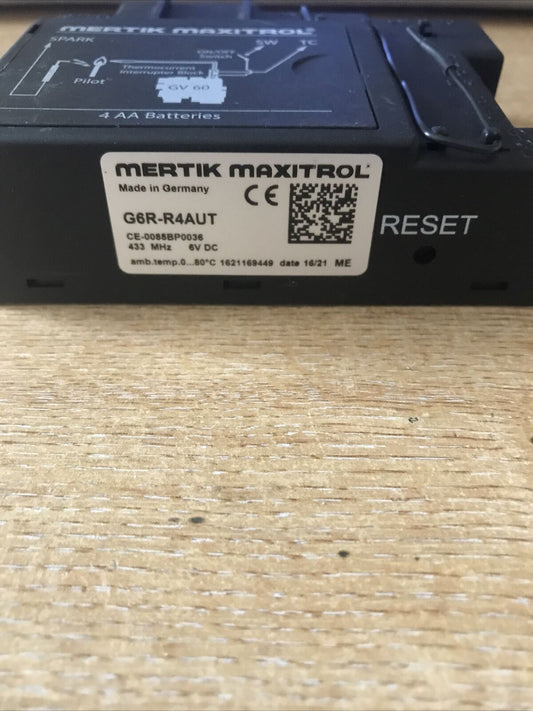 MERTIK MAXITROL®
SPARK
ON/OFF
Switch
SW
TC
Thermocurrent
Interrupter Block
Pilot
GV 60
4 AA Batteries
MERTIK MAXITROL®
Made in Germany
CE
G6R-R4AUT
CE-0085BP0036
433 MHz 6V DC
amb.temp.0...80°C 1621169449 date 16/21 ME
RESET